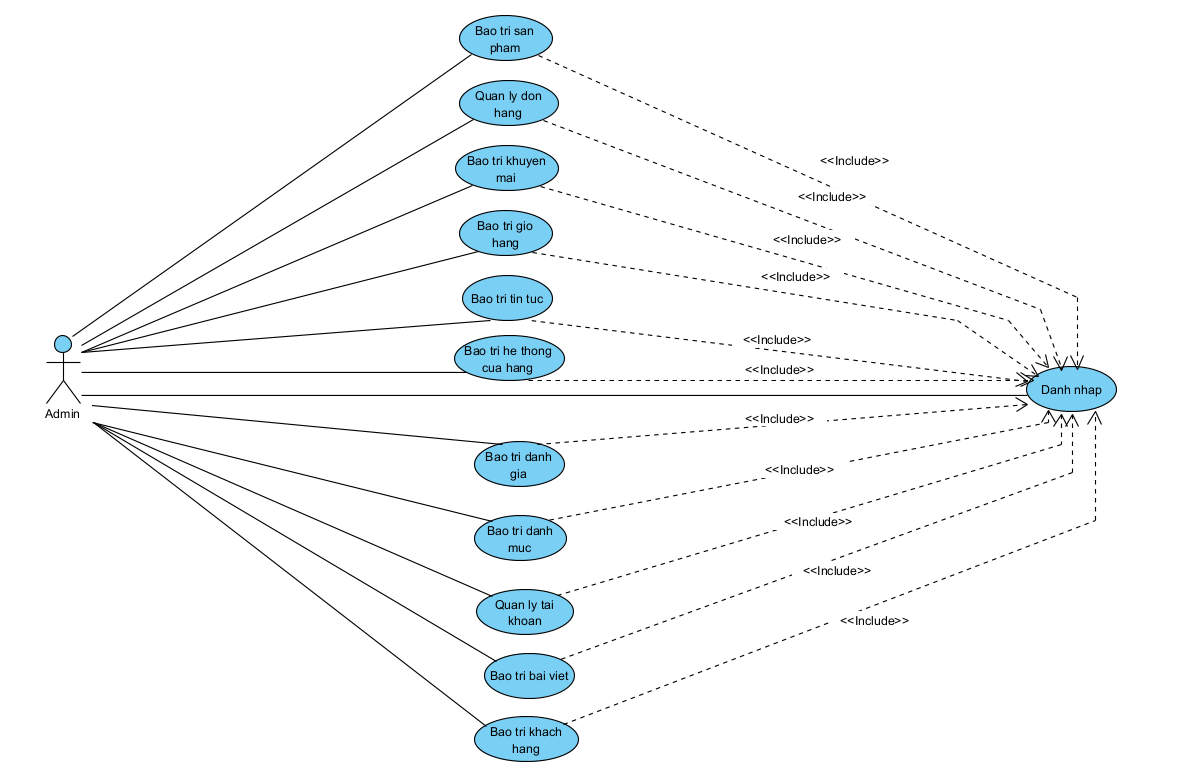 Bao tri san
pham
Quan ly don
hang
<<Include>>
Bao tri khuyen
mai
<<Include>>
Bao tri gio
hang
<<Include>>
<<Include>>
Bao tri tin tuc
<<Include>>
Bao tri he thong
cua hang
<<Include>>
Danh nhap
Admin
<<Include>>
Bao tri danh
gia
<<Include>>
Bao tri danh
muc
<<Include>>
<<Include>>
Quan ly tai
khoan
<<Include>>
Bao tri bai viet
Bao tri khach
hang